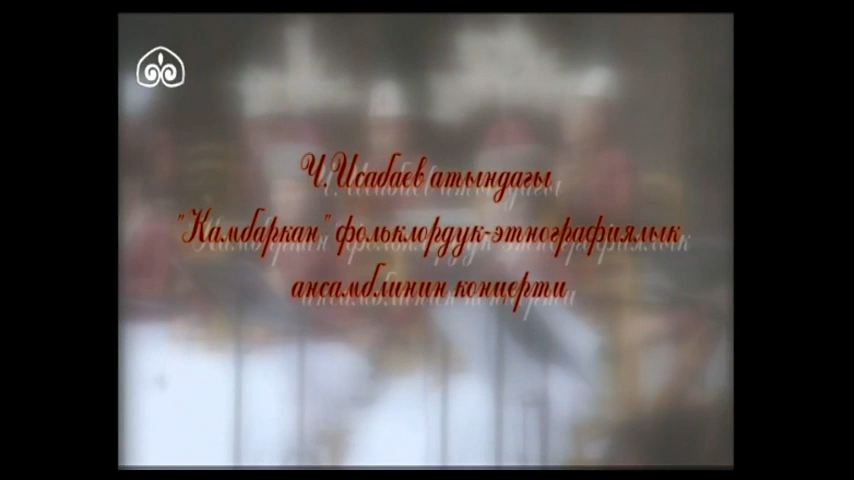 Ч.Исабаев атындагы
"Камбаркан" фольклордук-этнографиялык
ансамблинин концерти